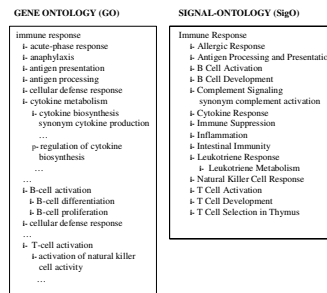 GENE ONTOLOGY (GO)
immune response
i- acute-phase response
i- anaphylaxis
i- antigen presentation
i- antigen processing
i- cellular defense response
i- cytokine metabolism
i- cytokine biosynthesis
synonym cytokine production
...
p- regulation of cytokine
biosynthesis
...
...
i- B-cell activation
i- B-cell differentiation
i- B-cell proliferation
i- cellular defense response
...
i- T-cell activation
i- activation of natural killer
cell activity
...
SIGNAL-ONTOLOGY (SigO)
Immune Response
i- Allergic Response
i- Antigen Processing and Presentatio
i- B Cell Activation
i- B Cell Development
i- Complement Signaling
synonym complement activation
i- Cytokine Response
i- Immune Suppression
i- Inflammation
i- Intestinal Immunity
i- Leukotriene Response
i- Leukotriene Metabolism
i- Natural Killer Cell Response
i- T Cell Activation
i- T Cell Development
i- T Cell Selection in Thymus